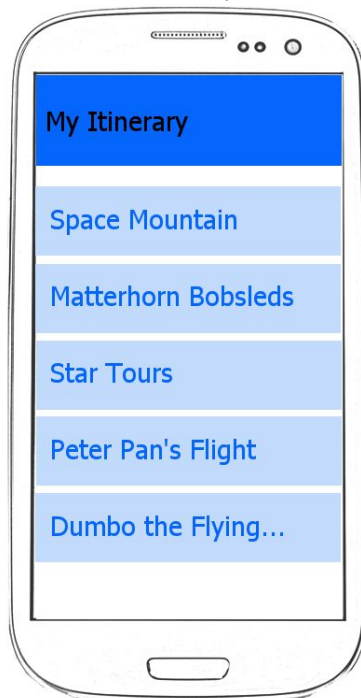 My Itinerary
Space Mountain
Matterhorn Bobsleds
Star Tours
Peter Pan's Flight
Dumbo the Flying...